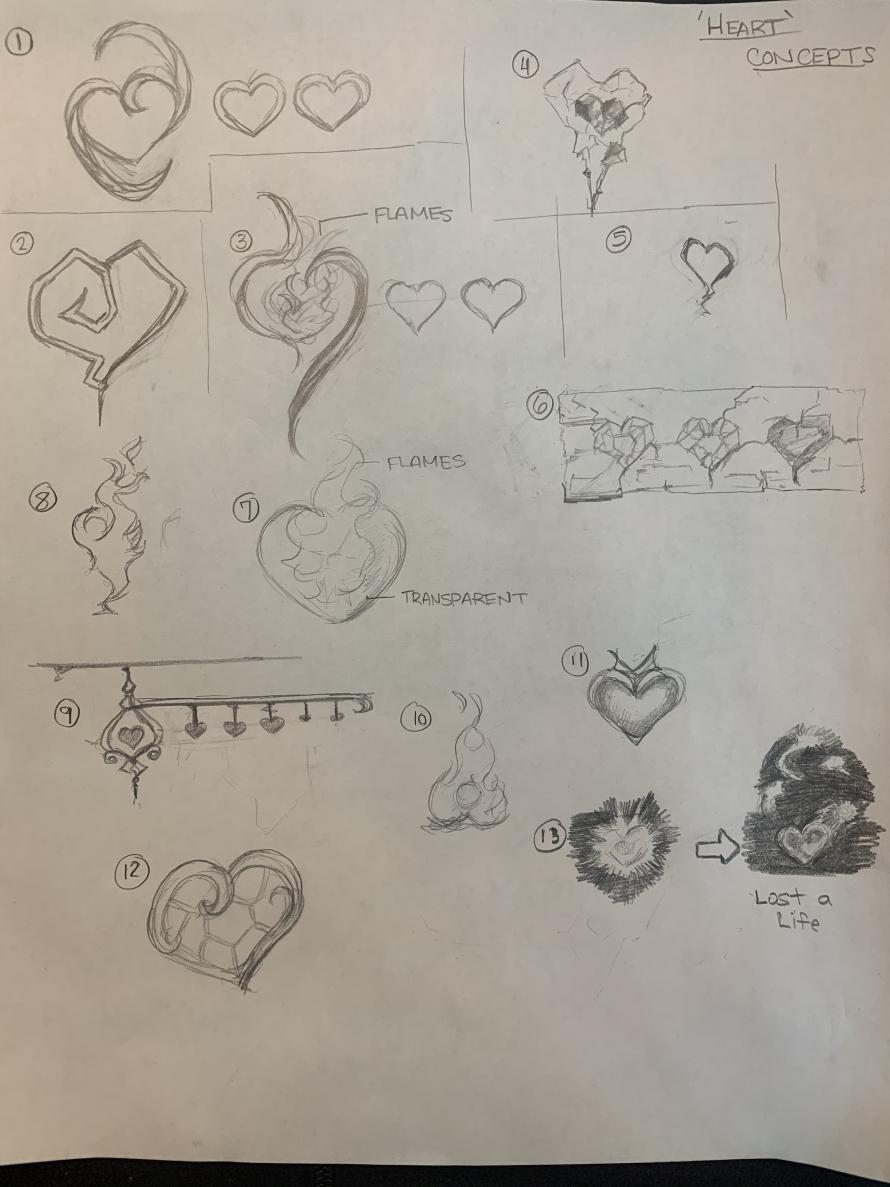 'HEART'
CONCEPTS
1
4
2
3
FLAMES
5
6
8
7
FLAMES
TRANSPARENT
9
10
11
12
13
Lost a
Life